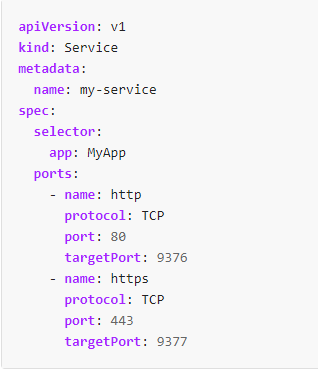 apiVersion: v1
kind: Service
metadata:
  name: my-service
spec:
  selector:
    app: MyApp
  ports:
    - name: http
      protocol: TCP
      port: 80
      targetPort: 9376
    - name: https
      protocol: TCP
      port: 443
      targetPort: 9377